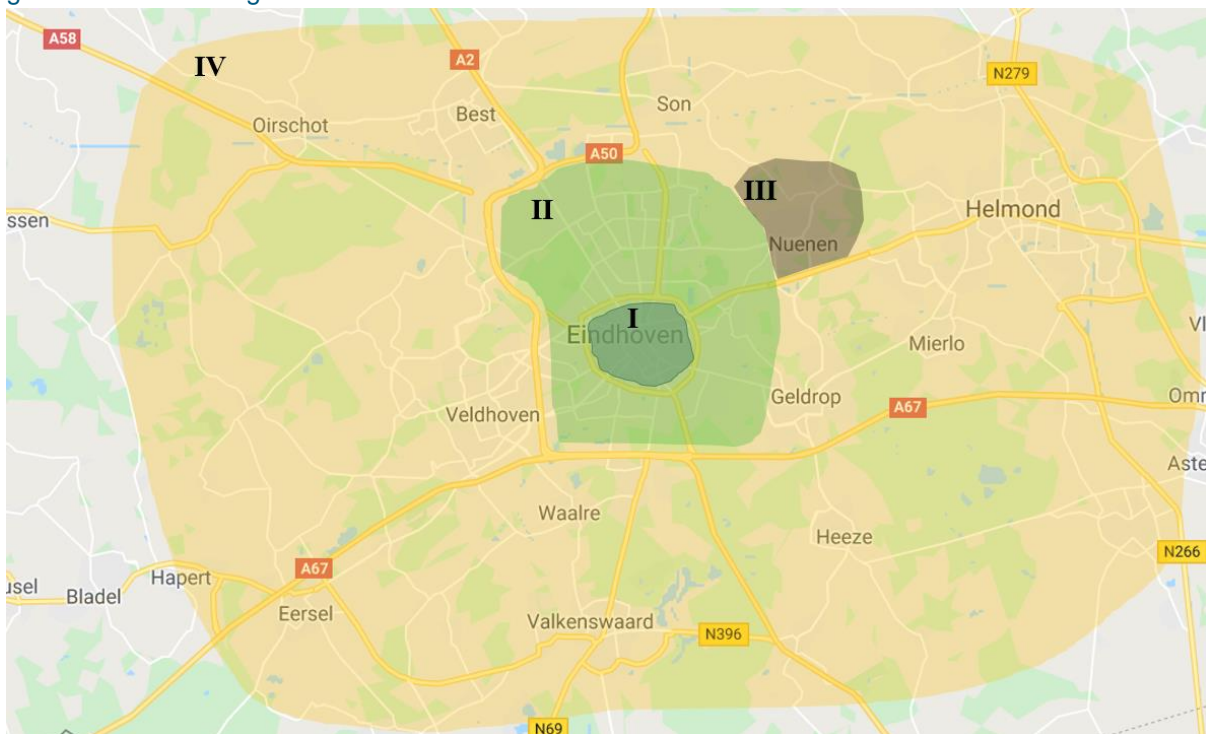 A58
IV
A2
N279
Son
Best
Oirschot
A50
III
II
Helmond
ssen
Nuenen
I
Eindhoven
Mierlo
Geldrop
A67
Veldhoven
Aste
Waalre
Heeze
N266
A67
Hapert
Bladel
Eersel
Valkenswaard
N396
N69